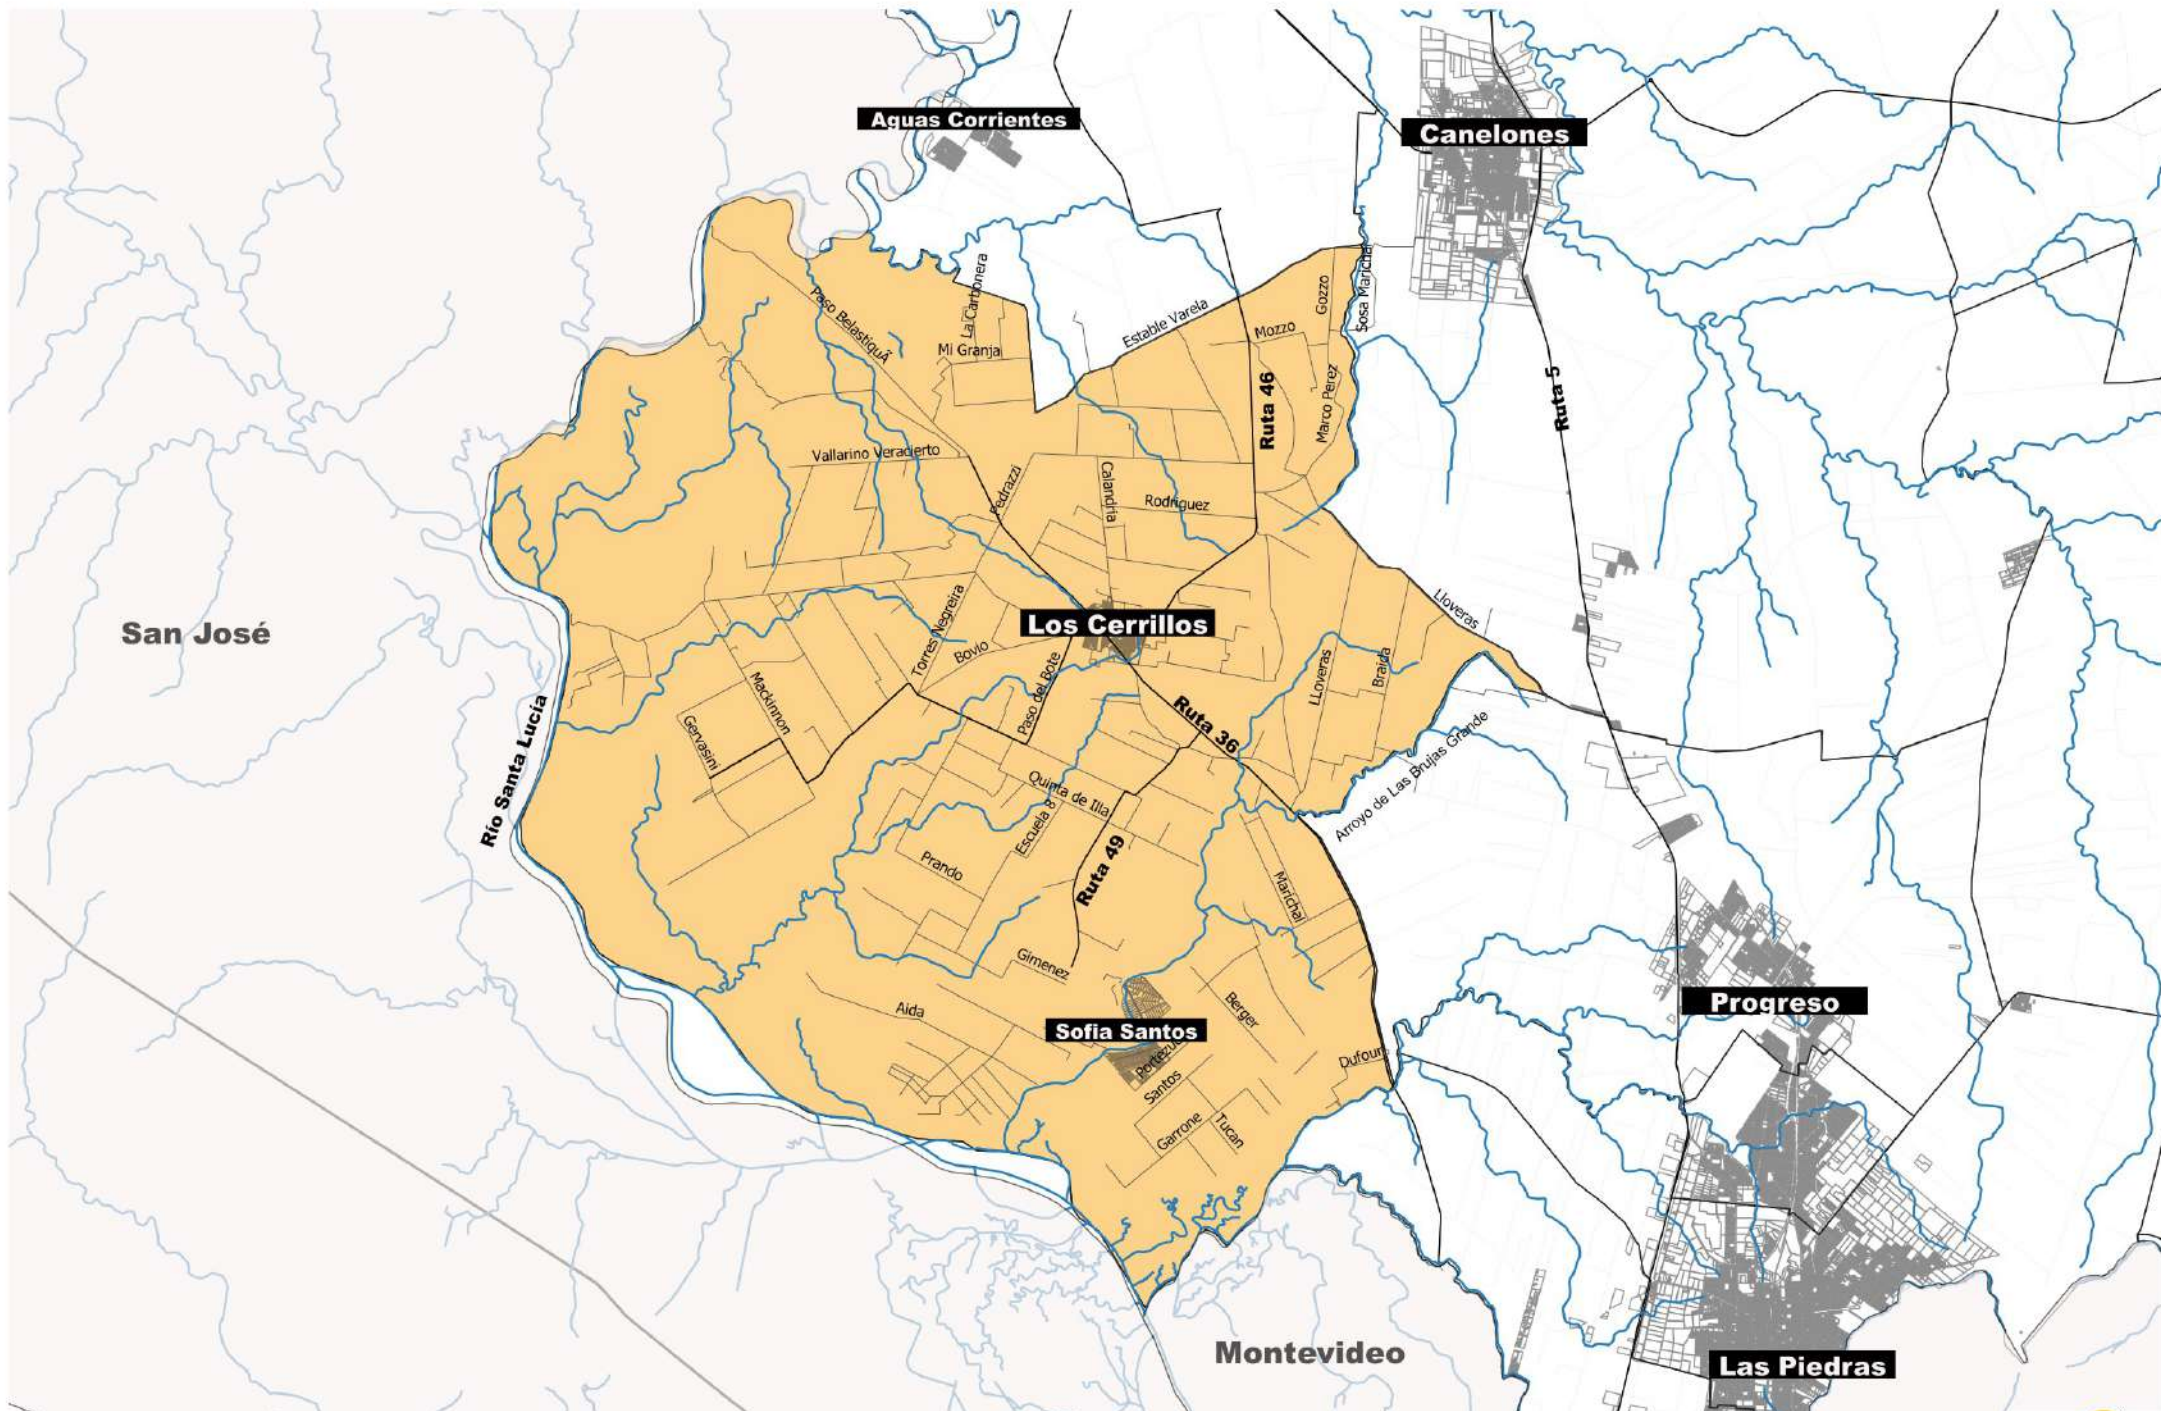 Aguas Corrientes
Canelones
La Carbonera
Gozzo
Sosa Marichal
Paso BelastiquÃ
Estable Varela
Mozzo
Mi Granja
Ruta 46
Marco Perez
Ruta 5
Vallarino Veracierto
Pedrazzi
Calandria
Rodriguez
Torres Negreira
Lloveras
Los Cerrillos
San José
Bovio
Paso del Bote
LLoveras
Braida
Mackinnon
Gervasini
Ruta 36
Río Santa Lucía
Arroyo de Las Brujas Grande
Quinta de Illa
Escuela 8
Prando
Ruta 49
Marichal
Gimenez
Aida
Berger
Progreso
Sofia Santos
Dufour
Santos
Garrone
Tucan
Montevideo
Las Piedras